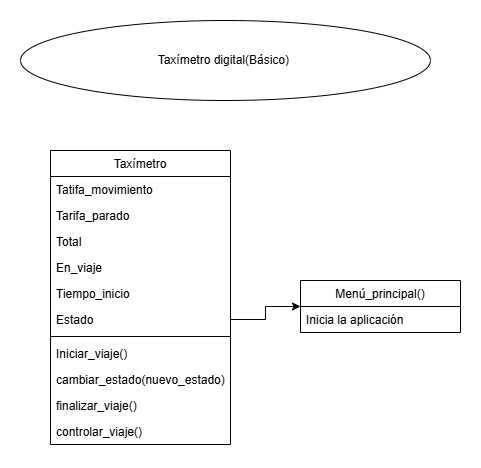 Taxímetro digital(Básico)
Taxímetro
Tatifa_movimiento
Tarifa_parado
Total
En_viaje
Tiempo_inicio
Estado
Iniciar_viaje()
cambiar_estado(nuevo_estado)
finalizar_viaje()
controlar_viaje()
Menú_principal()
Inicia la aplicación